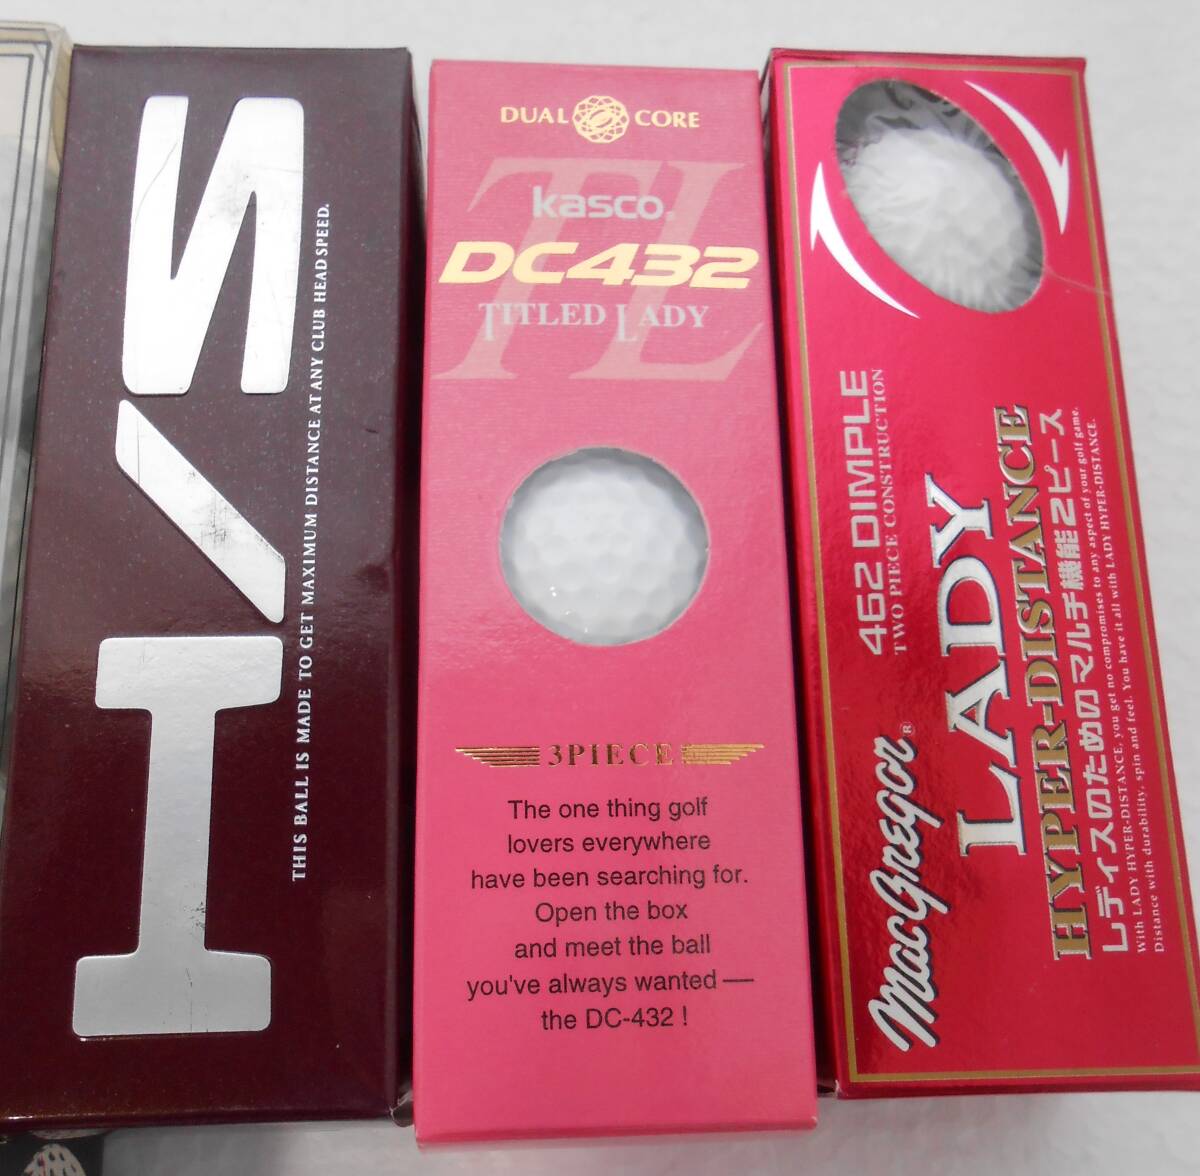 I/S
THIS BALL IS MADE TO GET MAXIMUM DISTANCE AT ANY CLUB HEAD SPEED.
DUAL CORE
TL
kasco®
DC432
TITLED LADY
3PIECE
The one thing golf
lovers everywhere
have been searching for.
Open the box
and meet the ball
you've always wanted —
the DC-432 !
462 DIMPLE
TWO PIECE CONSTRUCTION
MacGregor®
LADY
HYPER-DISTANCE
レディスのための マルチ機能2ピース
With LADY HYPER-DISTANCE, you get no compromises to any aspect of your golf game.
Distance with durability, spin and feel. You have it all with LADY HYPER-DISTANCE.